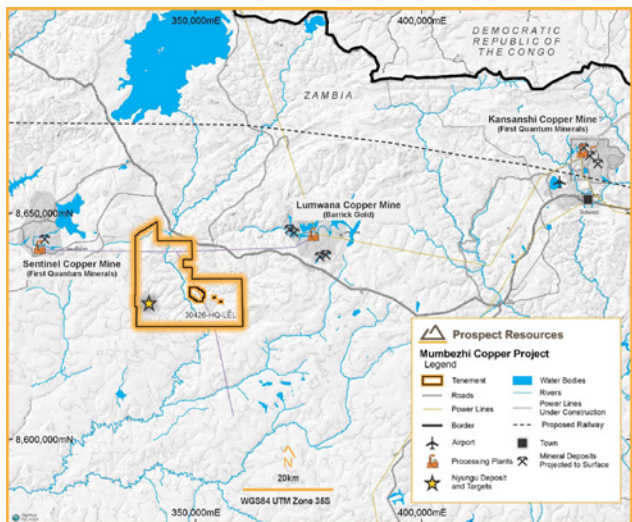 350,000mE
400,000mE
DEMOCRATIC
REPUBLIC OF
THE CONGO
ZAMBIA
Kansanshi Copper Mine
(First Quantum Minerals)
Solwezi
Lumwana Copper Mine
(Barrick Gold)
8,650,000mN
Sentinel Copper Mine
(First Quantum Minerals)
30426-HQ-LEL
8,600,000mN
N
20km
WGS84 UTM Zone 35S
350,000mE
400,000mE
Prospect Resources
Mumbezhi Copper Project
Legend
Tenement
Roads
Power Lines
Border
Airport
Processing Plants
Nyungu Deposit
and Targets
Water Bodies
Rivers
Power Lines
Under Construction
Proposed Railway
Town
Mineral Deposits
Projected to Surface